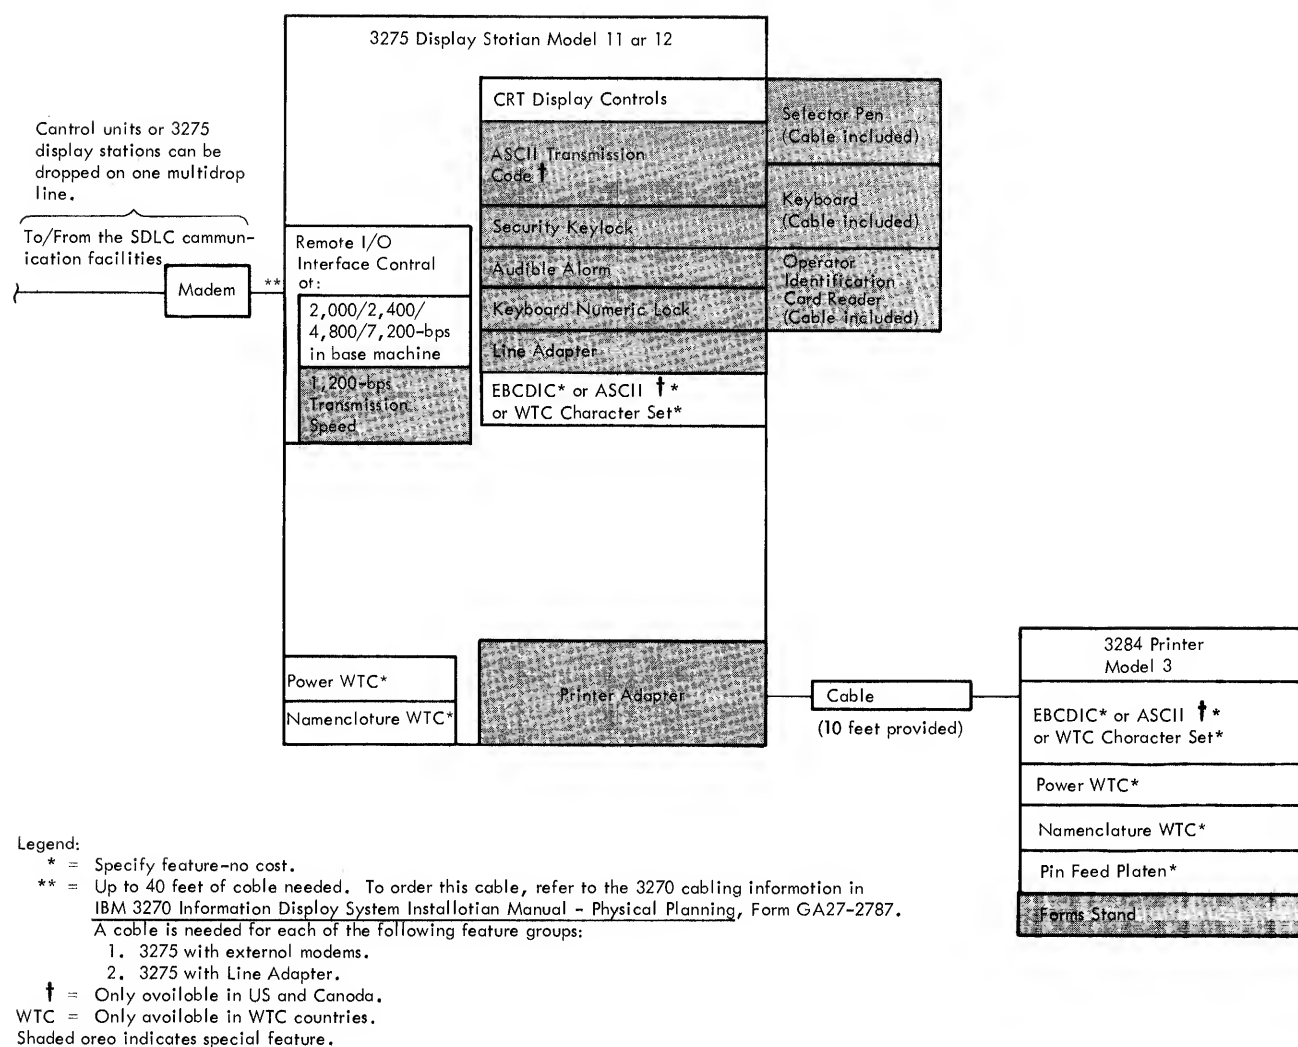 3275 Display Stotian Model 11 ar 12
CRT Display Controls
Selector Pen
(Cable included)
Cantrol units or 3275
display stations can be
dropped on one multidrop
line.
ASCII Transmission
Code †
Keyboard
(Cable included)
Security Keylock
To/From the SDLC cammun-
ication facilities
Remote I/O
Interface Cantral
ot:
Audible Alorm
Operator
Identification
Card Reader
(Cable included)
Madem
**
2,000/2,400/
4,800/7,200-bps
in base machine
Keyboard Numeric Lock
Line Adapter
1,200-bps
Transmission
Speed
EBCDIC* or ASCII † *
or WTC Character Set*
Power WTC*
Namencloture WTC*
Printer Adapter
Cable
(10 feet provided)
3284 Printer
Model 3
EBCDIC* or ASCII † *
or WTC Choracter Set*
Power WTC*
Namenclature WTC*
Pin Feed Platen*
Forms Stand
Legend:
* = Specify feature-no cost.
** = Up to 40 feet of coble needed. To order this cable, refer to the 3270 cabling information in
IBM 3270 Information Display System Installotian Manual - Physical Planning, Form GA27-2787.
A coble is needed for each of the following feature groups:
1. 3275 with external modems.
2. 3275 with Line Adapter.
† = Only ovoiloble in US and Canoda.
WTC = Only avoilable in WTC countries.
Shaded oreo indicates special feature.